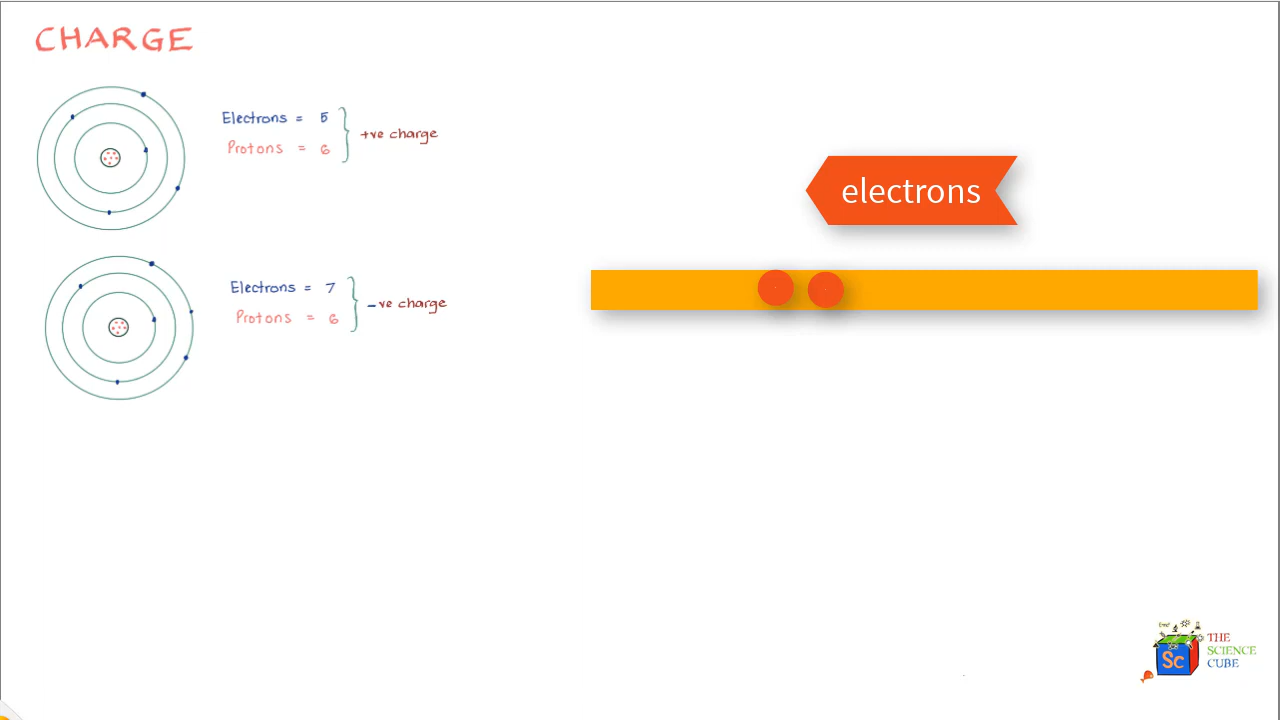 CHARGE
Electrons = 5
Protons = 6
+ve charge
Electrons = 7
Protons = 6
-ve charge
electrons
Sc
THE
SCIENCE
CUBE